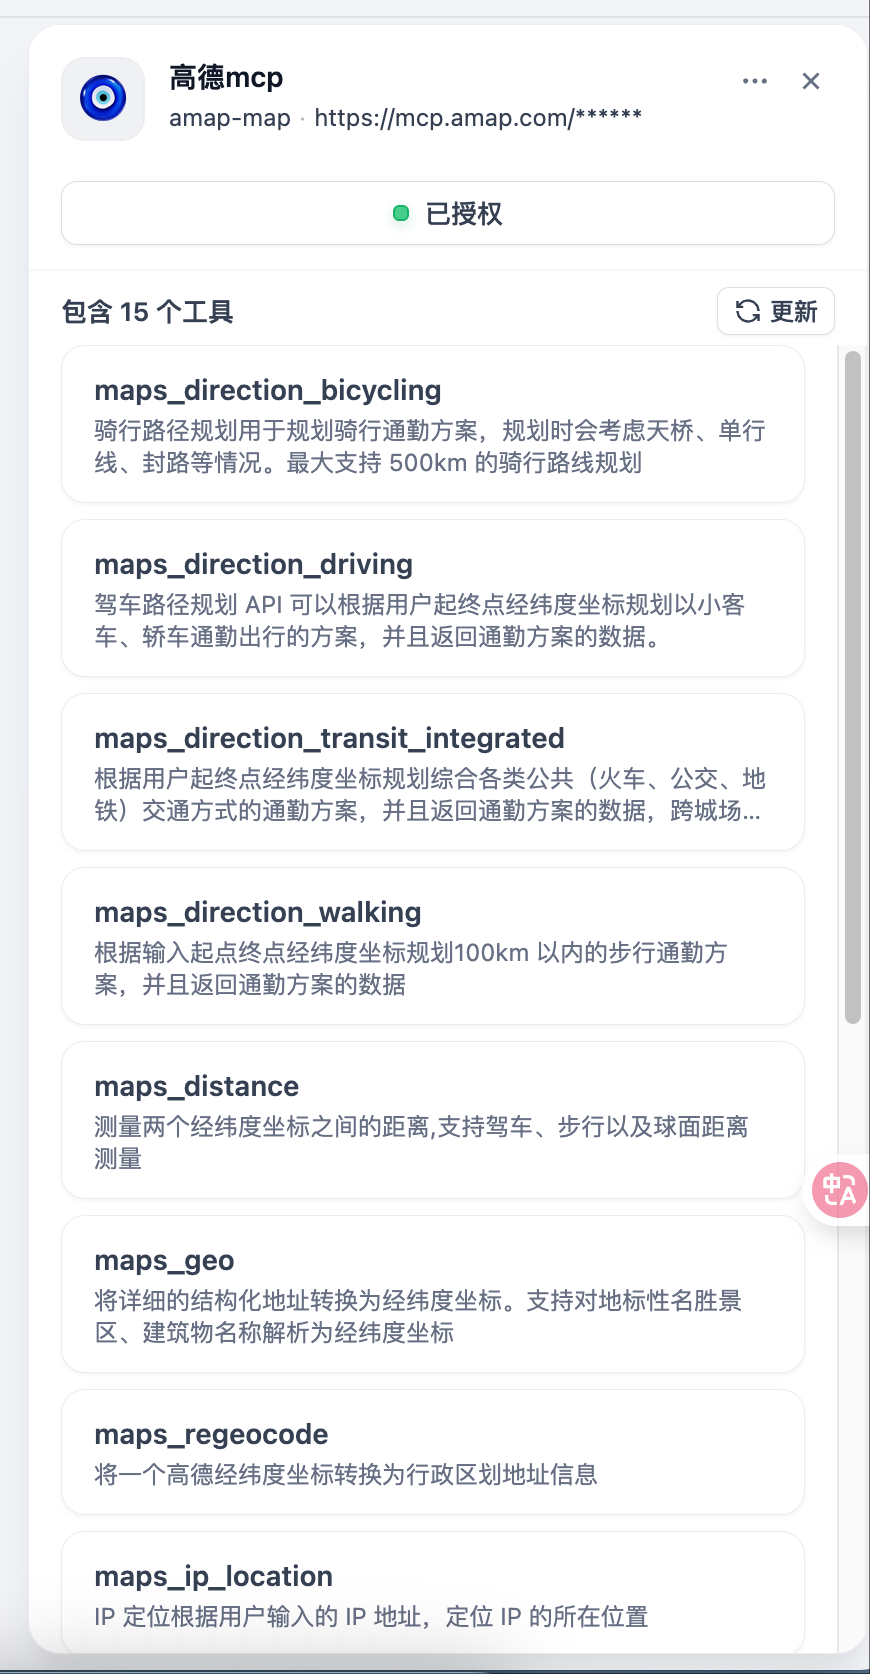 高德mcp
amap-map · https://mcp.amap.com/******
已授权
包含 15 个工具
更新
maps_direction_bicycling
骑行路径规划用于规划骑行通勤方案，规划时会考虑天桥、单行
线、封路等情况。最大支持 500km 的骑行路线规划
maps_direction_driving
驾车路径规划 API 可以根据用户起终点经纬度坐标规划以小客
车、轿车通勤出行的方案，并且返回通勤方案的数据。
maps_direction_transit_integrated
根据用户起终点经纬度坐标规划综合各类公共（火车、公交、地
铁）交通方式的通勤方案，并且返回通勤方案的数据，跨城场...
maps_direction_walking
根据输入起点终点经纬度坐标规划100km 以内的步行通勤方
案，并且返回通勤方案的数据
maps_distance
测量两个经纬度坐标之间的距离,支持驾车、步行以及球面距离
测量
中A
maps_geo
将详细的结构化地址转换为经纬度坐标。支持对地标性名胜景
区、建筑物名称解析为经纬度坐标
maps_regeocode
将一个高德经纬度坐标转换为行政区划地址信息
maps_ip_location
IP 定位根据用户输入的 IP 地址，定位 IP 的所在位置